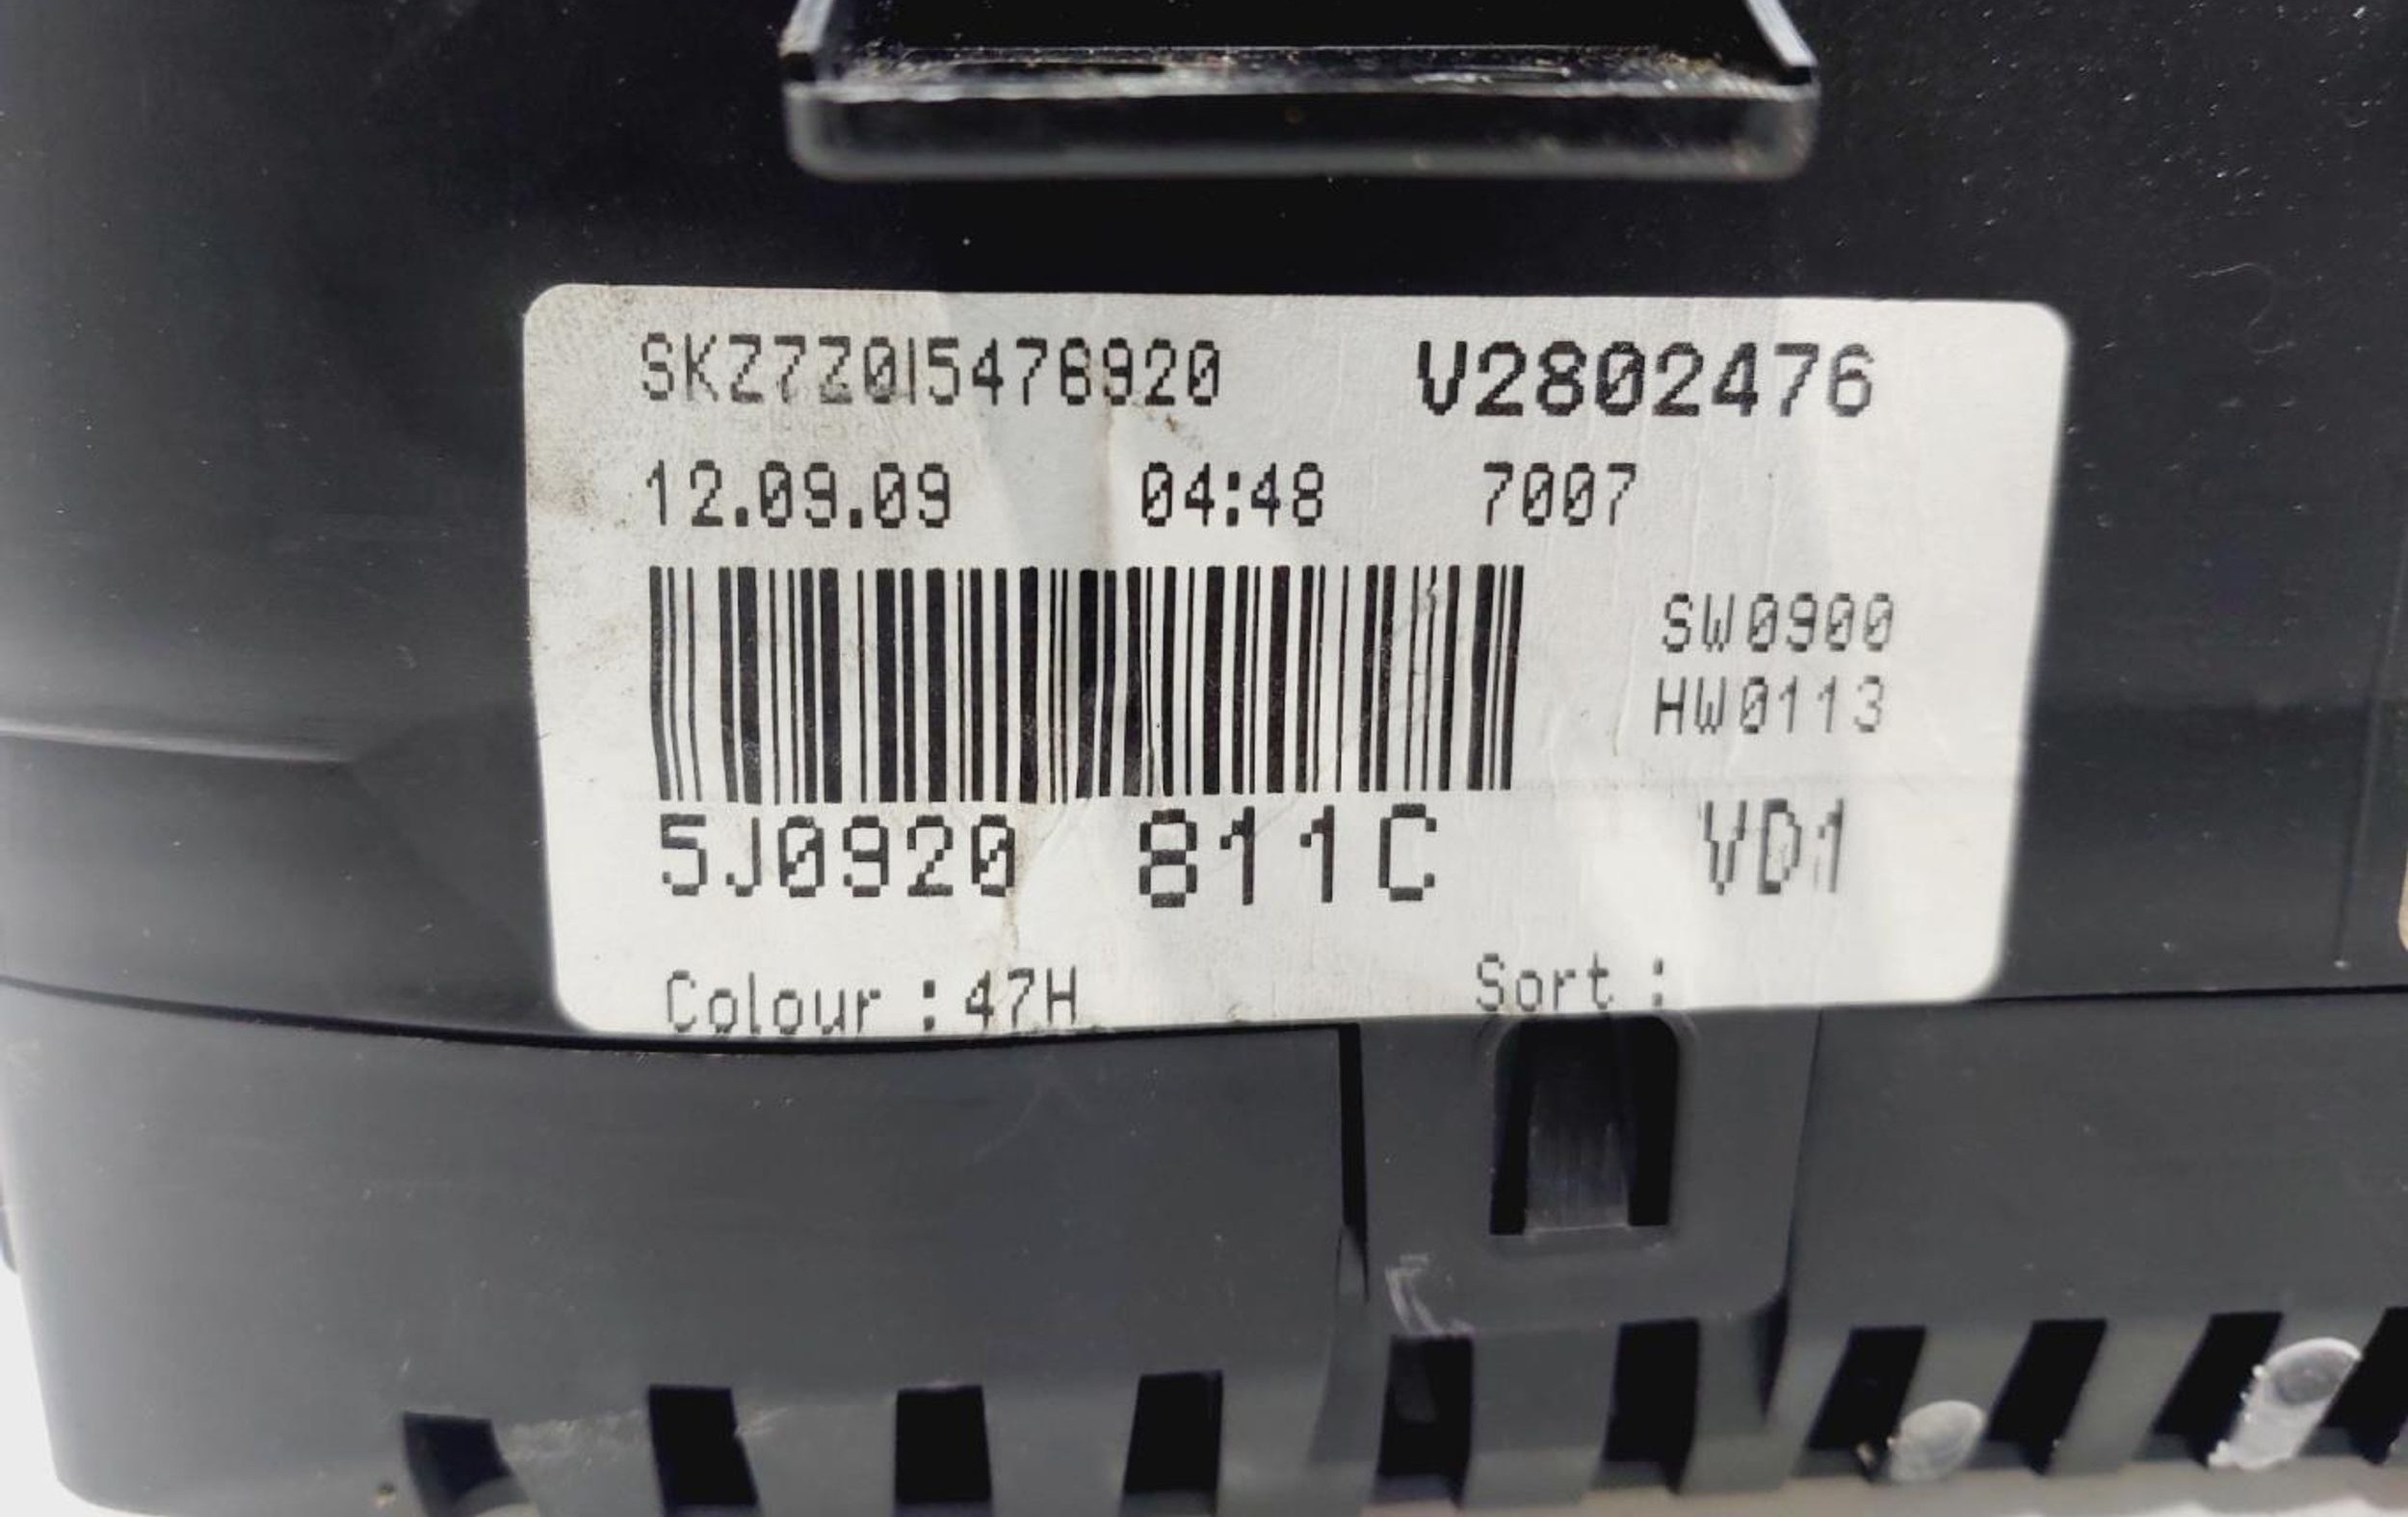 SKZ7Z0I5476920 V2802476
12.09.09 04:48 7007
SW0900
HW0113
5J0920 811C VD1
Colour : 47H Sort :